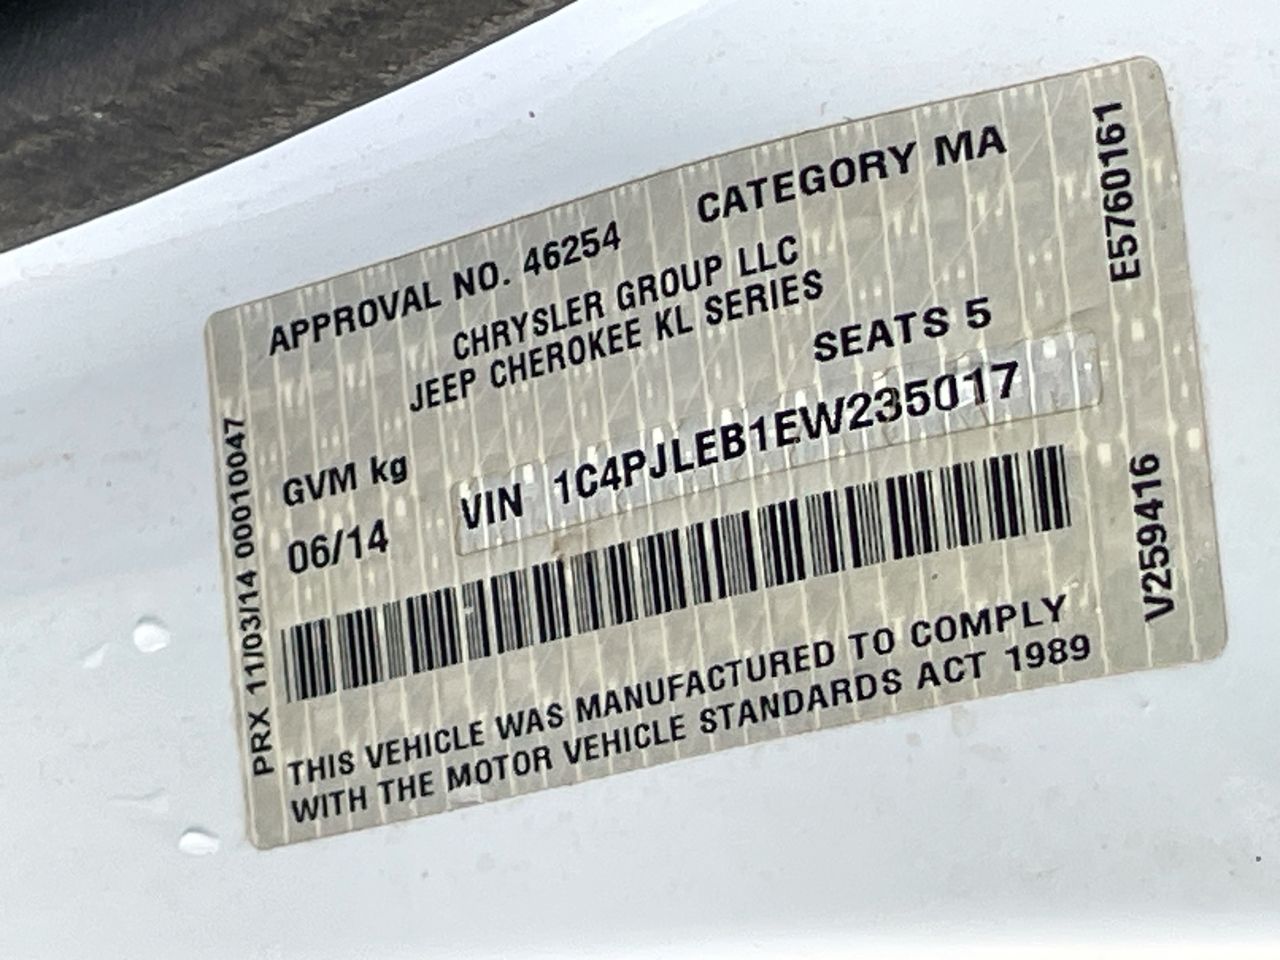 APPROVAL NO. 46254 CATEGORY MA
CHRYSLER GROUP LLC
JEEP CHEROKEE KL SERIES
SEATS 5
GVM kg
VIN 1C4PJLEB1EW235017
06/14
THIS VEHICLE WAS MANUFACTURED TO COMPLY
WITH THE MOTOR VEHICLE STANDARDS ACT 1989
PRX 11/03/14 00010047
E5760161
V259416